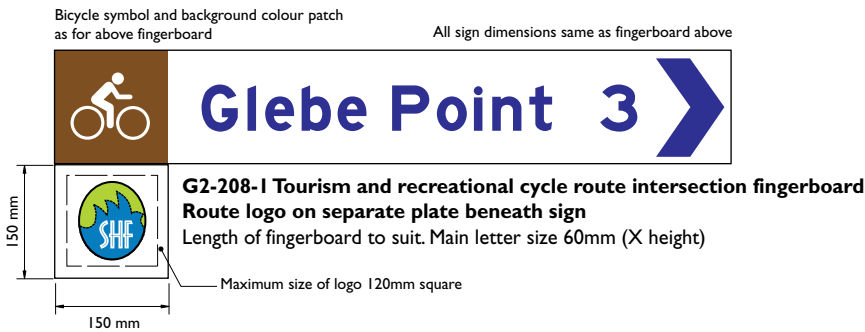 Bicycle symbol and background colour patch
as for above fingerboard
All sign dimensions same as fingerboard above
Glebe Point 3
G2-208-1 Tourism and recreational cycle route intersection fingerboard
Route logo on separate plate beneath sign
Length of fingerboard to suit. Main letter size 60mm (X height)
150 mm
SHF
Maximum size of logo 120mm square
150 mm